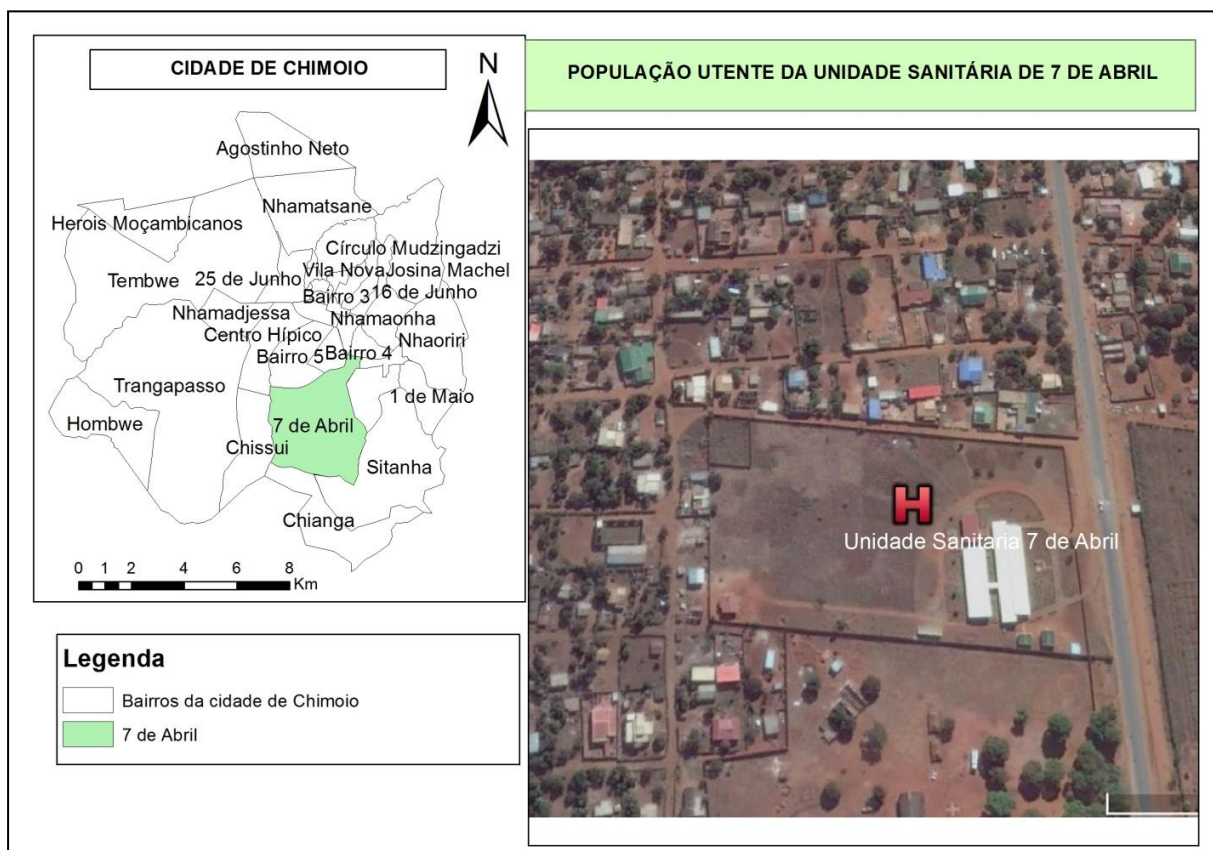 CIDADE DE CHIMOIO
N
POPULAÇÃO UTENTE DA UNIDADE SANITÁRIA DE 7 DE ABRIL
Agostinho Neto
Nhamatsane
Herois Moçambicanos
Círculo Mudzingadzi
Tembwe
25 de Junho
Vila Nova
Josina Machel
Bairro 3
16 de Junho
Nhamadjessa
Nhamaonha
Centro Hípico
Nhaoriri
Bairro 5
Bairro 4
Trangapasso
1 de Maio
Hombwe
7 de Abril
Chissui
Sitanha
Chianga
0 1 2 4 6 8
Km
H
Unidade Sanitaria 7 de Abril
Legenda
Bairros da cidade de Chimoio
7 de Abril